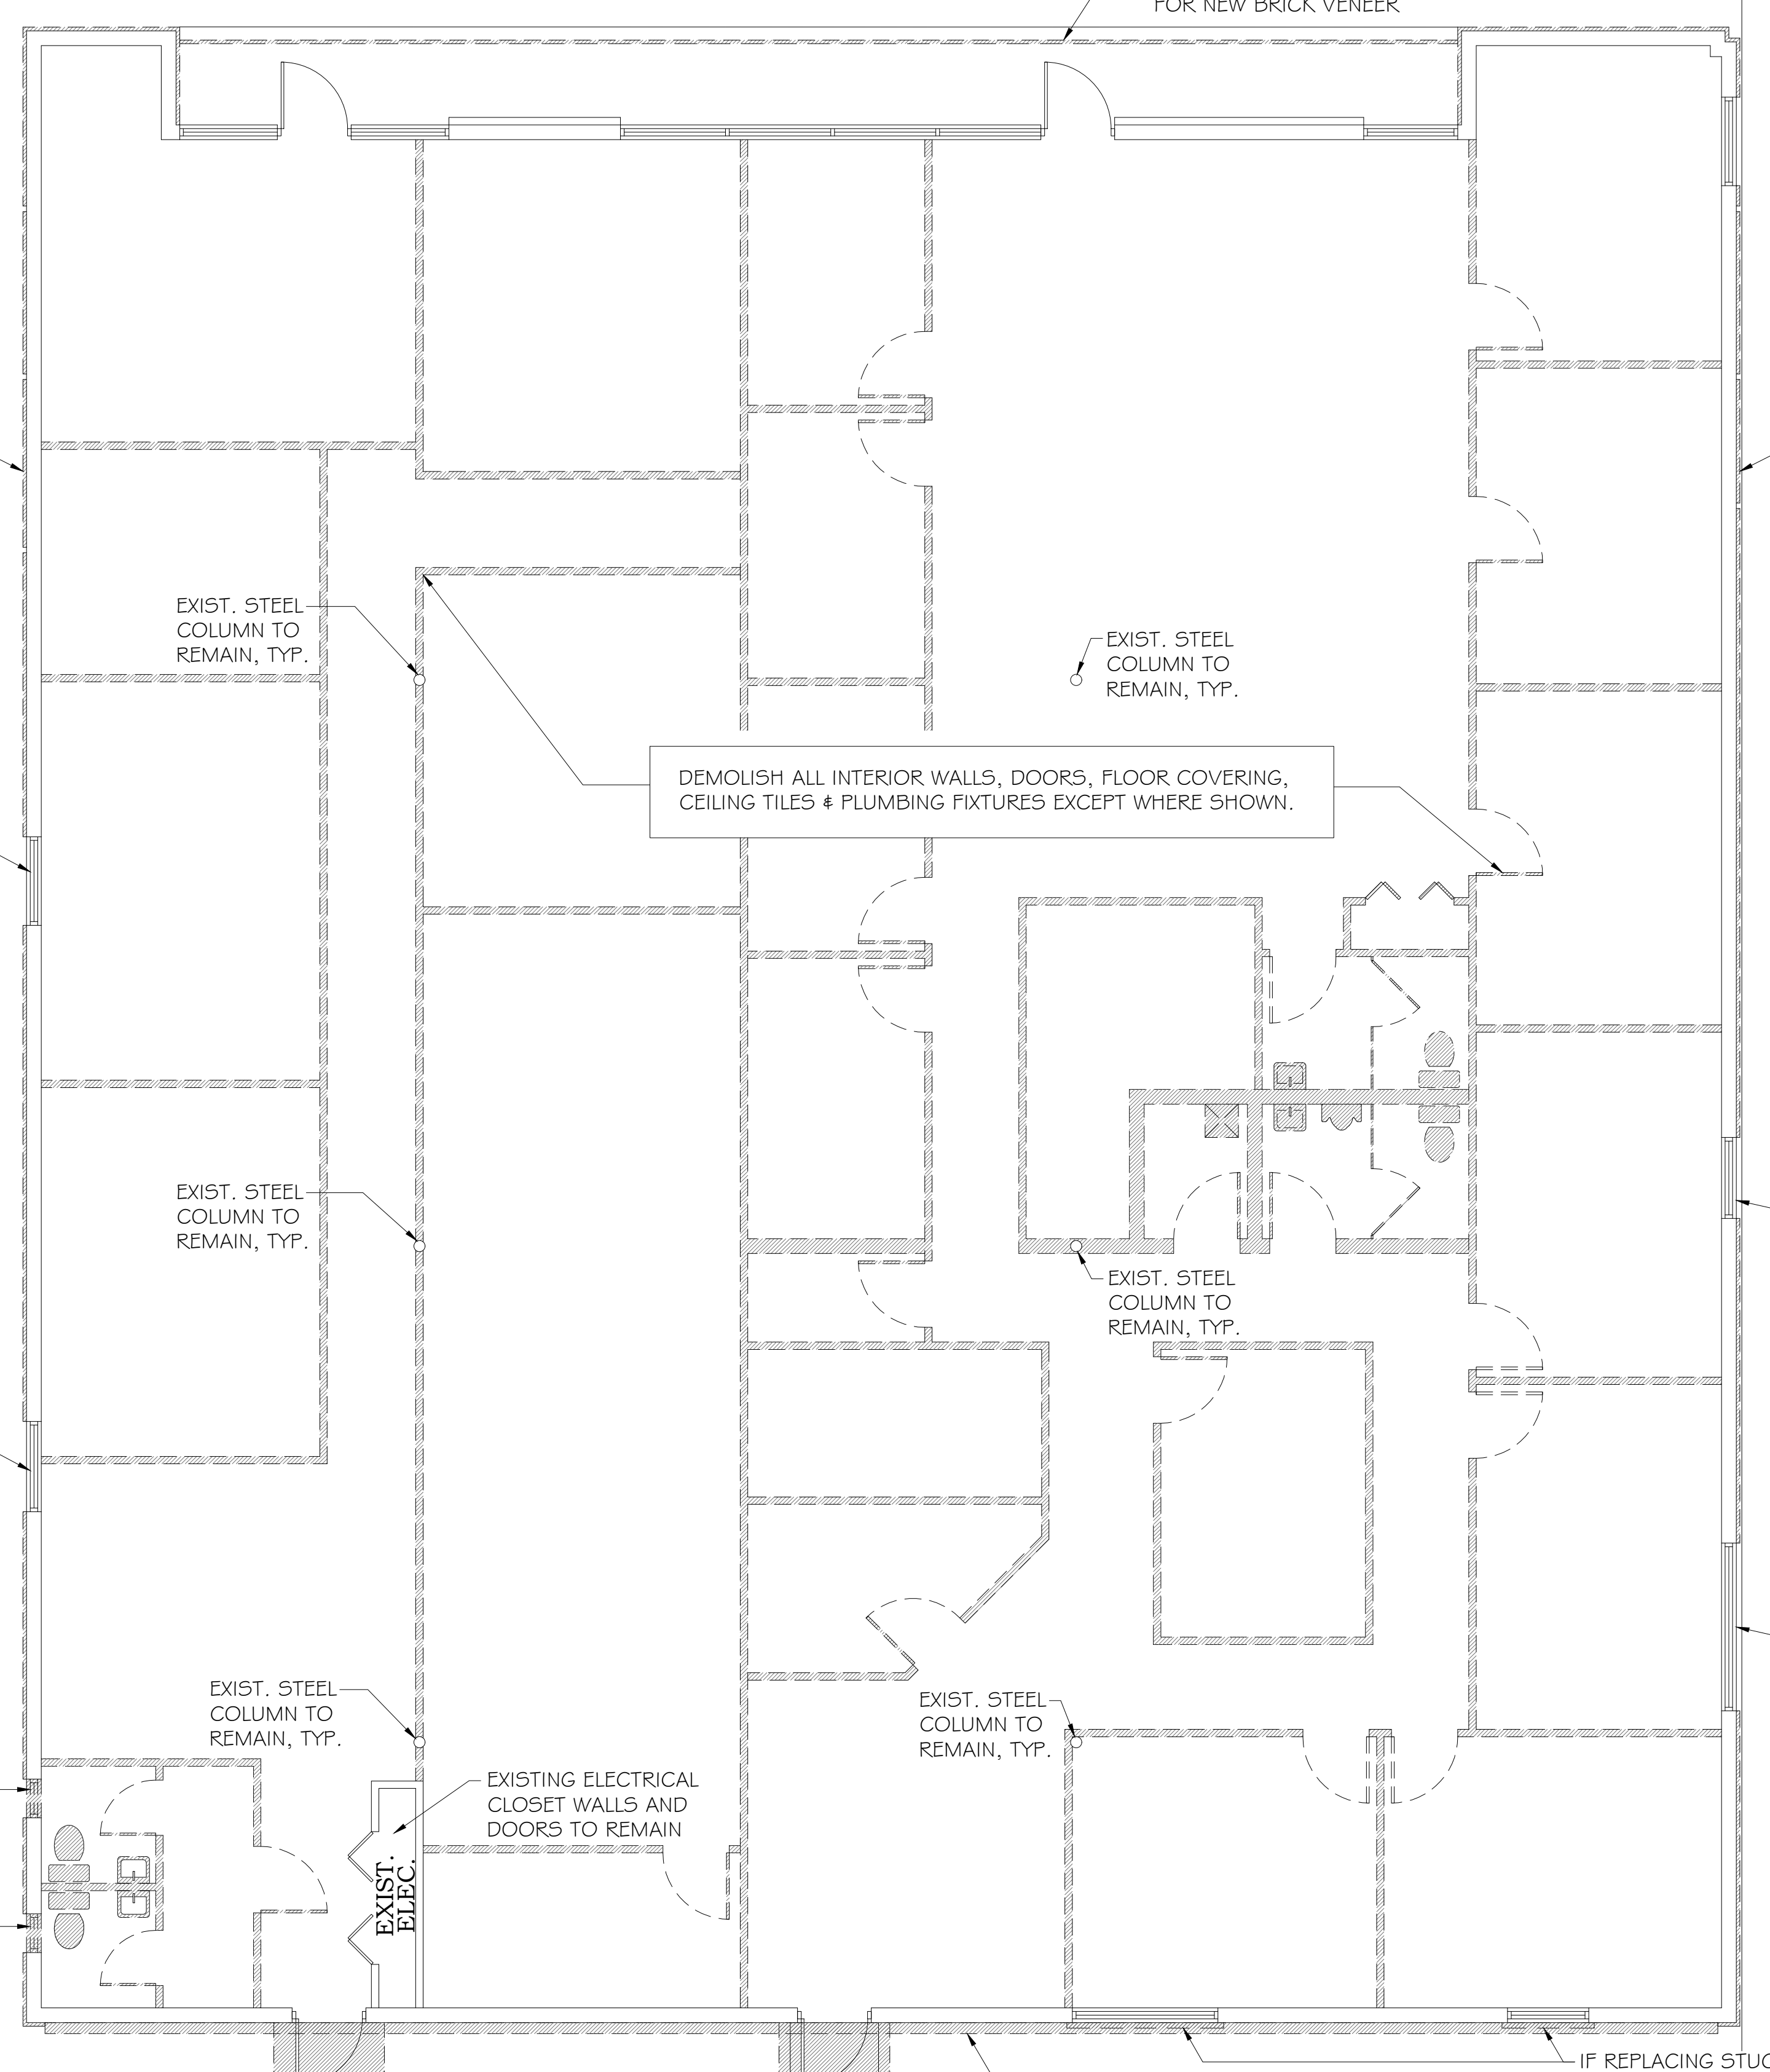 FOR NEW BRICK VENEER
EXIST. STEEL
COLUMN TO
REMAIN, TYP.
EXIST. STEEL
COLUMN TO
REMAIN, TYP.
DEMOLISH ALL INTERIOR WALLS, DOORS, FLOOR COVERING,
CEILING TILES & PLUMBING FIXTURES EXCEPT WHERE SHOWN.
EXIST. STEEL
COLUMN TO
REMAIN, TYP.
EXIST. STEEL
COLUMN TO
REMAIN, TYP.
EXIST. STEEL
COLUMN TO
REMAIN, TYP.
EXIST. STEEL
COLUMN TO
REMAIN, TYP.
EXISTING ELECTRICAL
CLOSET WALLS AND
DOORS TO REMAIN
EXIST.
ELEC.
IF REPLACING